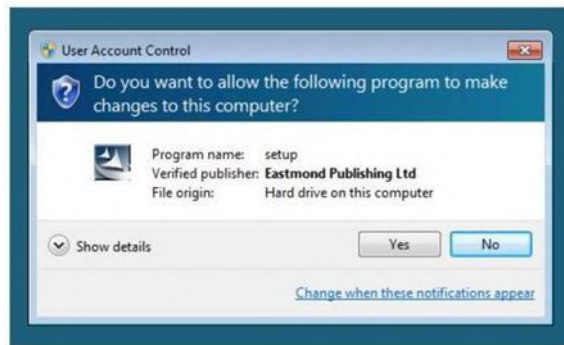 User Account Control
Do you want to allow the following program to make
changes to this computer?
Program name: setup
Verified publisher: Eastmond Publishing Ltd
File origin: Hard drive on this computer
Show details
Yes No
Change when these notifications appear